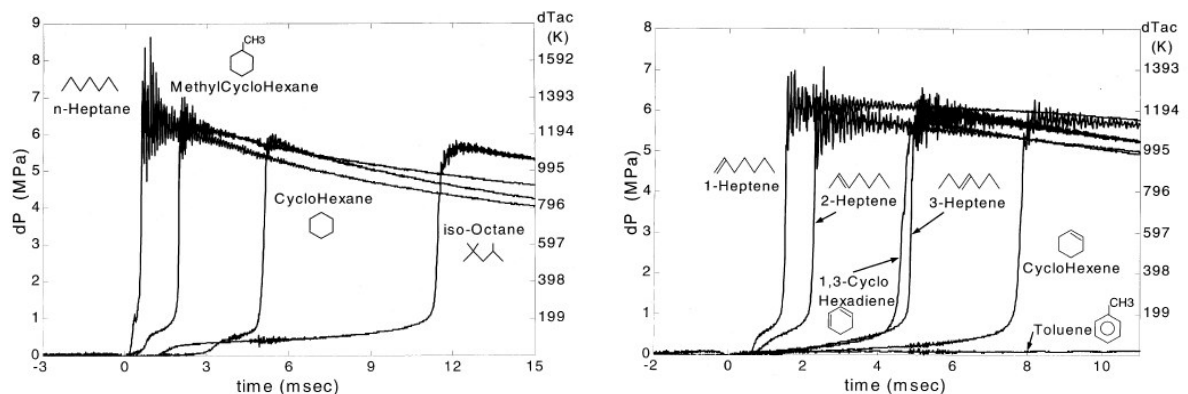 dTac
(K)
9
8
7
6
5
4
3
2
1
0
dP (MPa)
1592
1393
1194
995
796
597
398
199
CH3
MethylCycloHexane
n-Heptane
CycloHexane
iso-Octane
-3
0
3
6
9
12
15
time (msec)
dTac
(K)
8
7
6
5
4
3
2
1
0
dP (MPa)
1393
1194
995
796
597
398
199
1-Heptene
2-Heptene
3-Heptene
1,3-Cyclo
Hexadiene
CycloHexene
CH3
Toluene
-2
0
2
4
6
8
10
time (msec)